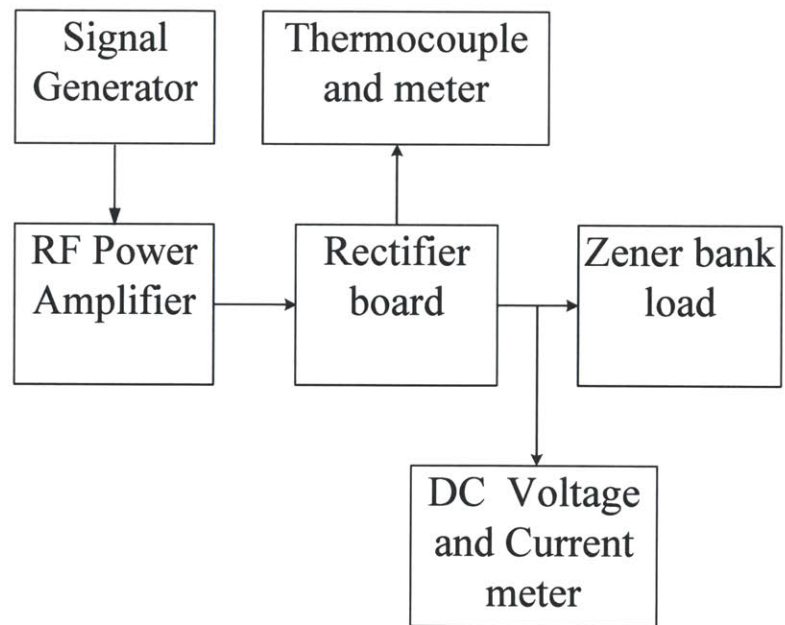 Signal
Generator
Thermocouple
and meter
RF Power
Amplifier
Rectifier
board
Zener bank
load
DC Voltage
and Current
meter